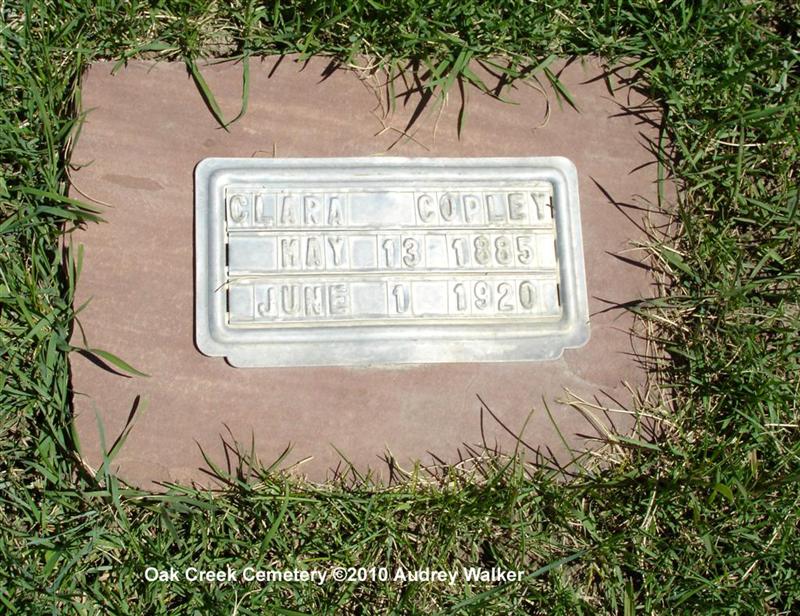 CLARA COPLEY
MAY 13 1885
JUNE 1 1920
Oak Creek Cemetery ©2010 Audrey Walker